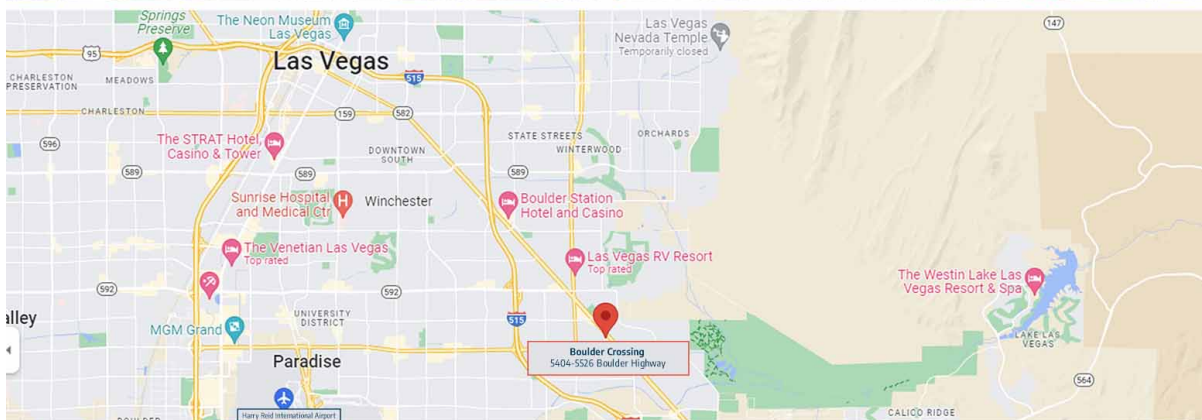 Springs
Preserve
The Neon Museum
Las Vegas
Las Vegas
Nevada Temple
Temporarily closed
147
95
Las Vegas
515
CHARLESTON
PRESERVATION
MEADOWS
CHARLESTON
159
582
596
The STRAT Hotel,
Casino & Tower
STATE STREETS
ORCHARDS
WINTERWOOD
DOWNTOWN
SOUTH
589
589
589
Sunrise Hospital
and Medical Ctr
Winchester
Boulder Station
Hotel and Casino
The Venetian Las Vegas
Top rated
Las Vegas RV Resort
Top rated
The Westin Lake Las
Vegas Resort & Spa
592
592
alley
UNIVERSITY
DISTRICT
515
MGM Grand
LAKE LAS
VEGAS
Paradise
Boulder Crossing
5404-5526 Boulder Highway
564
Harry Reid International Airport
CALICO RIDGE